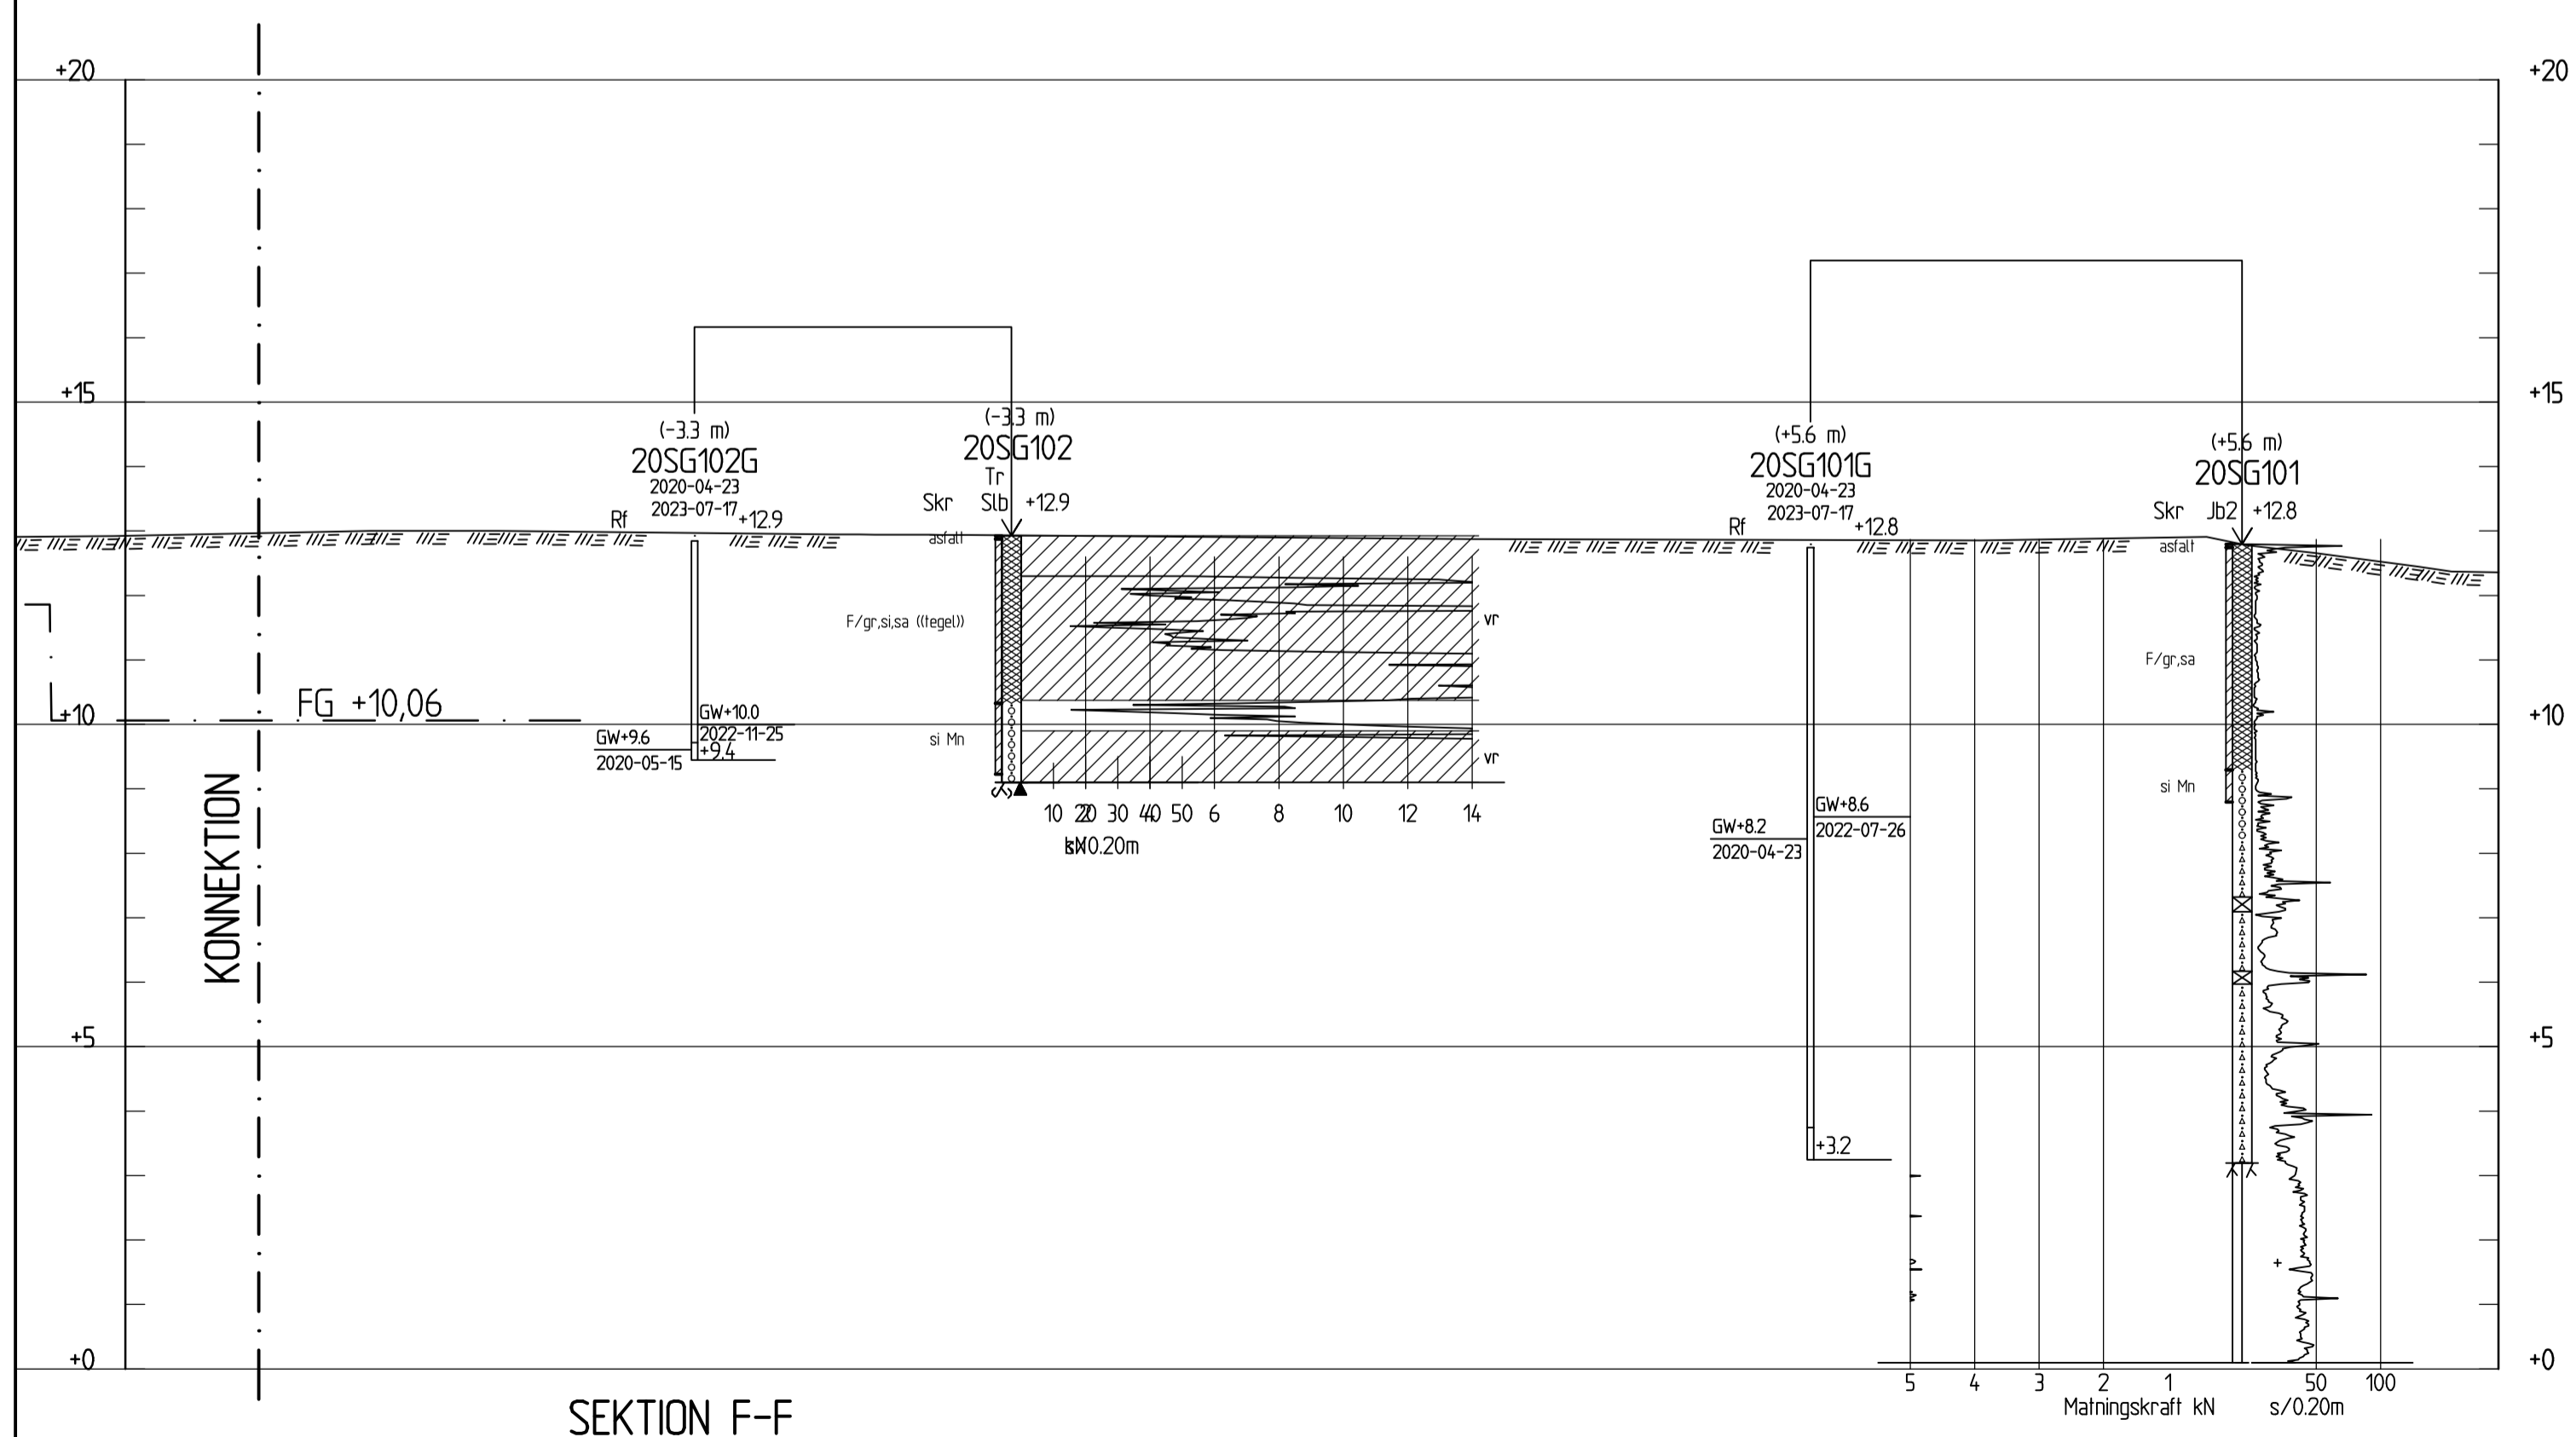 +20
+20
+15
+15
(-3.3 m)
20SG102G
2020-04-23
2023-07-17
Rf
+12.9
(-3.3 m)
20SG102
Tr
Skr
Slb
+12.9
(+5.6 m)
20SG101G
2020-04-23
2023-07-17
Rf
+12.8
(+5.6 m)
20SG101
Skr
Jb2
+12.8
asfalt
asfalt
F/gr,si,sa ((tegel))
vr
F/gr,sa
FG +10,06
+10
+10
GW+10.0
2022-11-25
+9.4
GW+9.6
2020-05-15
si Mn
vr
si Mn
10 20 30 40 50 6 8 10 12 14
GW+8.6
2022-07-26
GW+8.2
2020-04-23
KONNEKTION
+5
+5
+3.2
+0
+0
5 4 3 2 1
50 100
Matningskraft kN
s/0.20m
SEKTION F-F